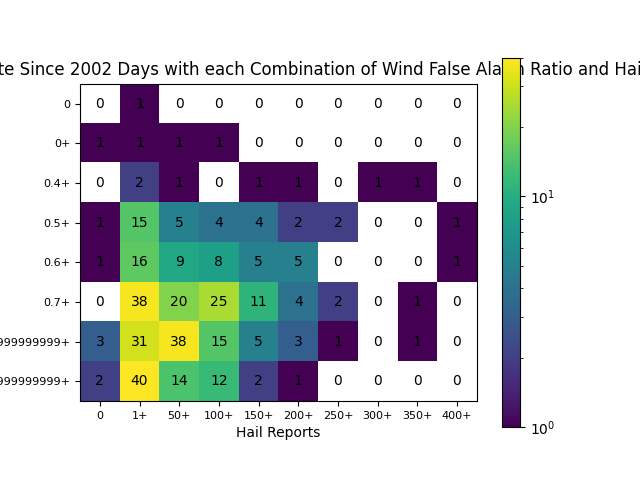 te Since 2002 Days with each Combination of Wind False Alarm Ratio and Hai
0 0 1 0 0 0 0 0 0 0 0
0+ 1 1 1 1 0 0 0 0 0 0
0.4+ 0 2 1 0 1 1 0 1 1 0
0.5+ 1 15 5 4 4 2 2 0 0 1
0.6+ 1 16 9 8 5 5 0 0 0 1
0.7+ 0 38 20 25 11 4 2 0 1 0
999999999+ 3 31 38 15 5 3 1 0 1 0
999999999+ 2 40 14 12 2 1 0 0 0 0
0 1+ 50+ 100+ 150+ 200+ 250+ 300+ 350+ 400+
Hail Reports
10¹
10⁰